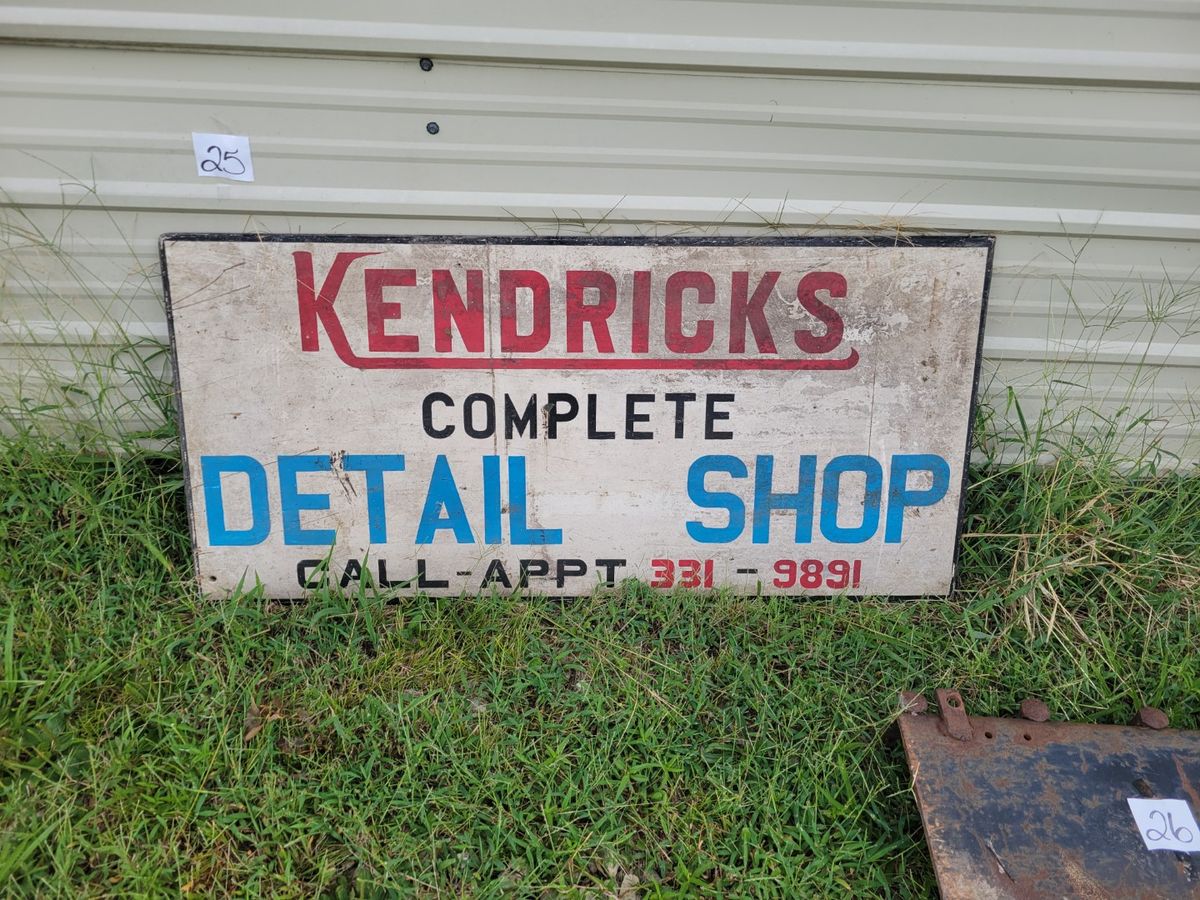 25
KENDRICKS
COMPLETE
DETAIL SHOP
CALL-APPT 331-9891
26